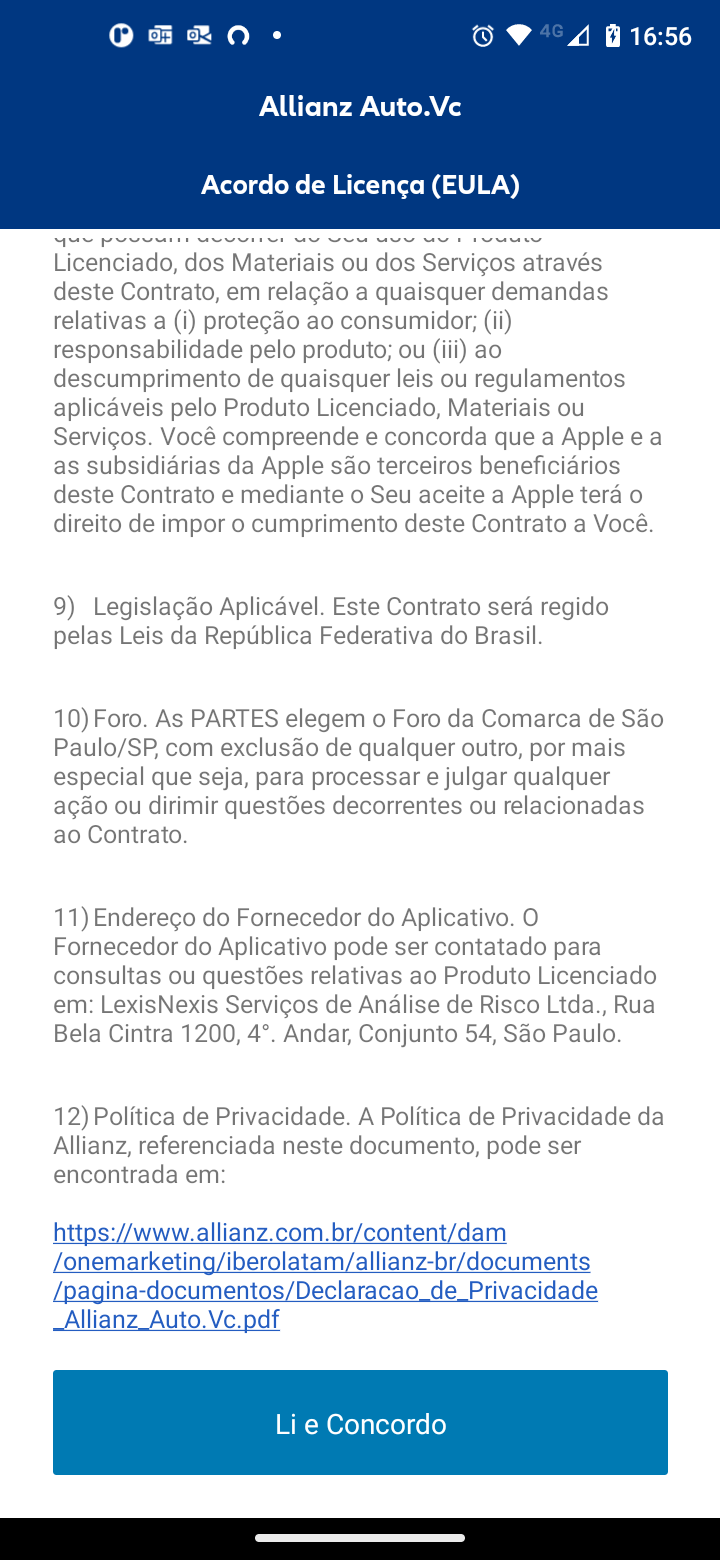 4G
16:56
Allianz Auto.Vc
Acordo de Licença (EULA)
que possam decorrer do Seu uso do Produto
Licenciado, dos Materiais ou dos Serviços através
deste Contrato, em relação a quaisquer demandas
relativas a (i) proteção ao consumidor; (ii)
responsabilidade pelo produto; ou (iii) ao
descumprimento de quaisquer leis ou regulamentos
aplicáveis pelo Produto Licenciado, Materiais ou
Serviços. Você compreende e concorda que a Apple e a
as subsidiárias da Apple são terceiros beneficiários
deste Contrato e mediante o Seu aceite a Apple terá o
direito de impor o cumprimento deste Contrato a Você.
9) Legislação Aplicável. Este Contrato será regido
pelas Leis da República Federativa do Brasil.
10) Foro. As PARTES elegem o Foro da Comarca de São
Paulo/SP, com exclusão de qualquer outro, por mais
especial que seja, para processar e julgar qualquer
ação ou dirimir questões decorrentes ou relacionadas
ao Contrato.
11) Endereço do Fornecedor do Aplicativo. O
Fornecedor do Aplicativo pode ser contatado para
consultas ou questões relativas ao Produto Licenciado
em: LexisNexis Serviços de Análise de Risco Ltda., Rua
Bela Cintra 1200, 4°. Andar, Conjunto 54, São Paulo.
12) Política de Privacidade. A Política de Privacidade da
Allianz, referenciada neste documento, pode ser
encontrada em:
https://www.allianz.com.br/content/dam
/onemarketing/iberolatam/allianz-br/documents
/pagina-documentos/Declaracao_de_Privacidade
_Allianz_Auto.Vc.pdf
Li e Concordo